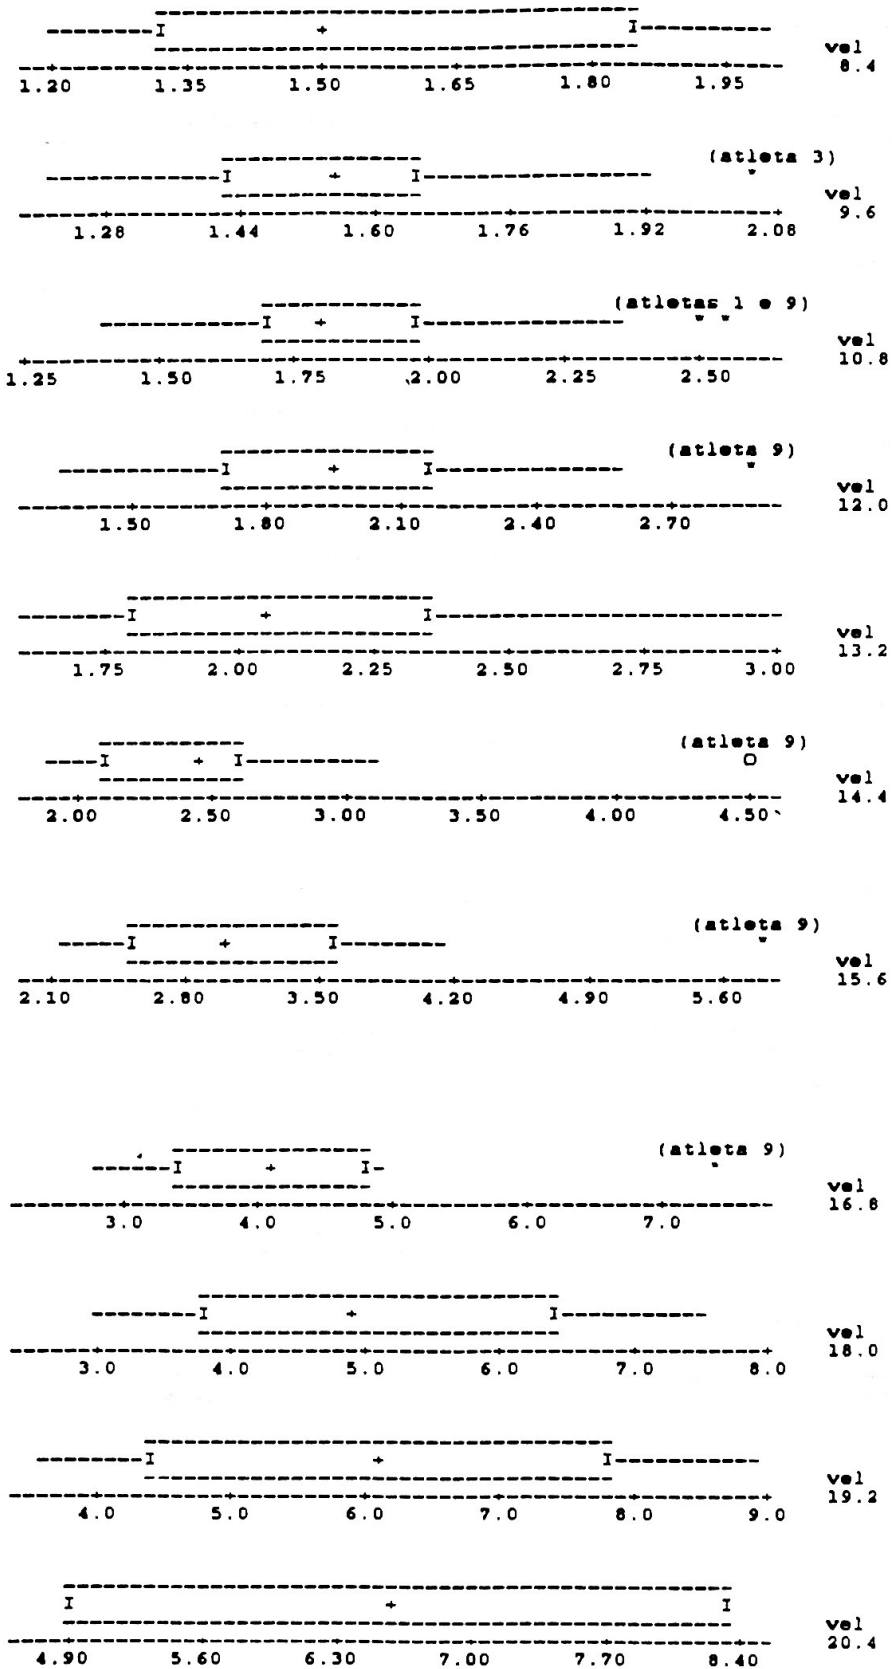 vel
1.20 1.35 1.50 1.65 1.80 1.95 8.4
(atleta 3)
vel
1.28 1.44 1.60 1.76 1.92 2.08 9.6
(atletas 1 e 9)
vel
1.25 1.50 1.75 2.00 2.25 2.50 10.8
(atleta 9)
vel
1.50 1.80 2.10 2.40 2.70 12.0
vel
1.75 2.00 2.25 2.50 2.75 3.00 13.2
(atleta 9)
vel
2.00 2.50 3.00 3.50 4.00 4.50 14.4
(atleta 9)
vel
2.10 2.80 3.50 4.20 4.90 5.60 15.6
(atleta 9)
vel
3.0 4.0 5.0 6.0 7.0 16.8
vel
3.0 4.0 5.0 6.0 7.0 8.0 18.0
vel
4.0 5.0 6.0 7.0 8.0 9.0 19.2
vel
4.90 5.60 6.30 7.00 7.70 8.40 20.4